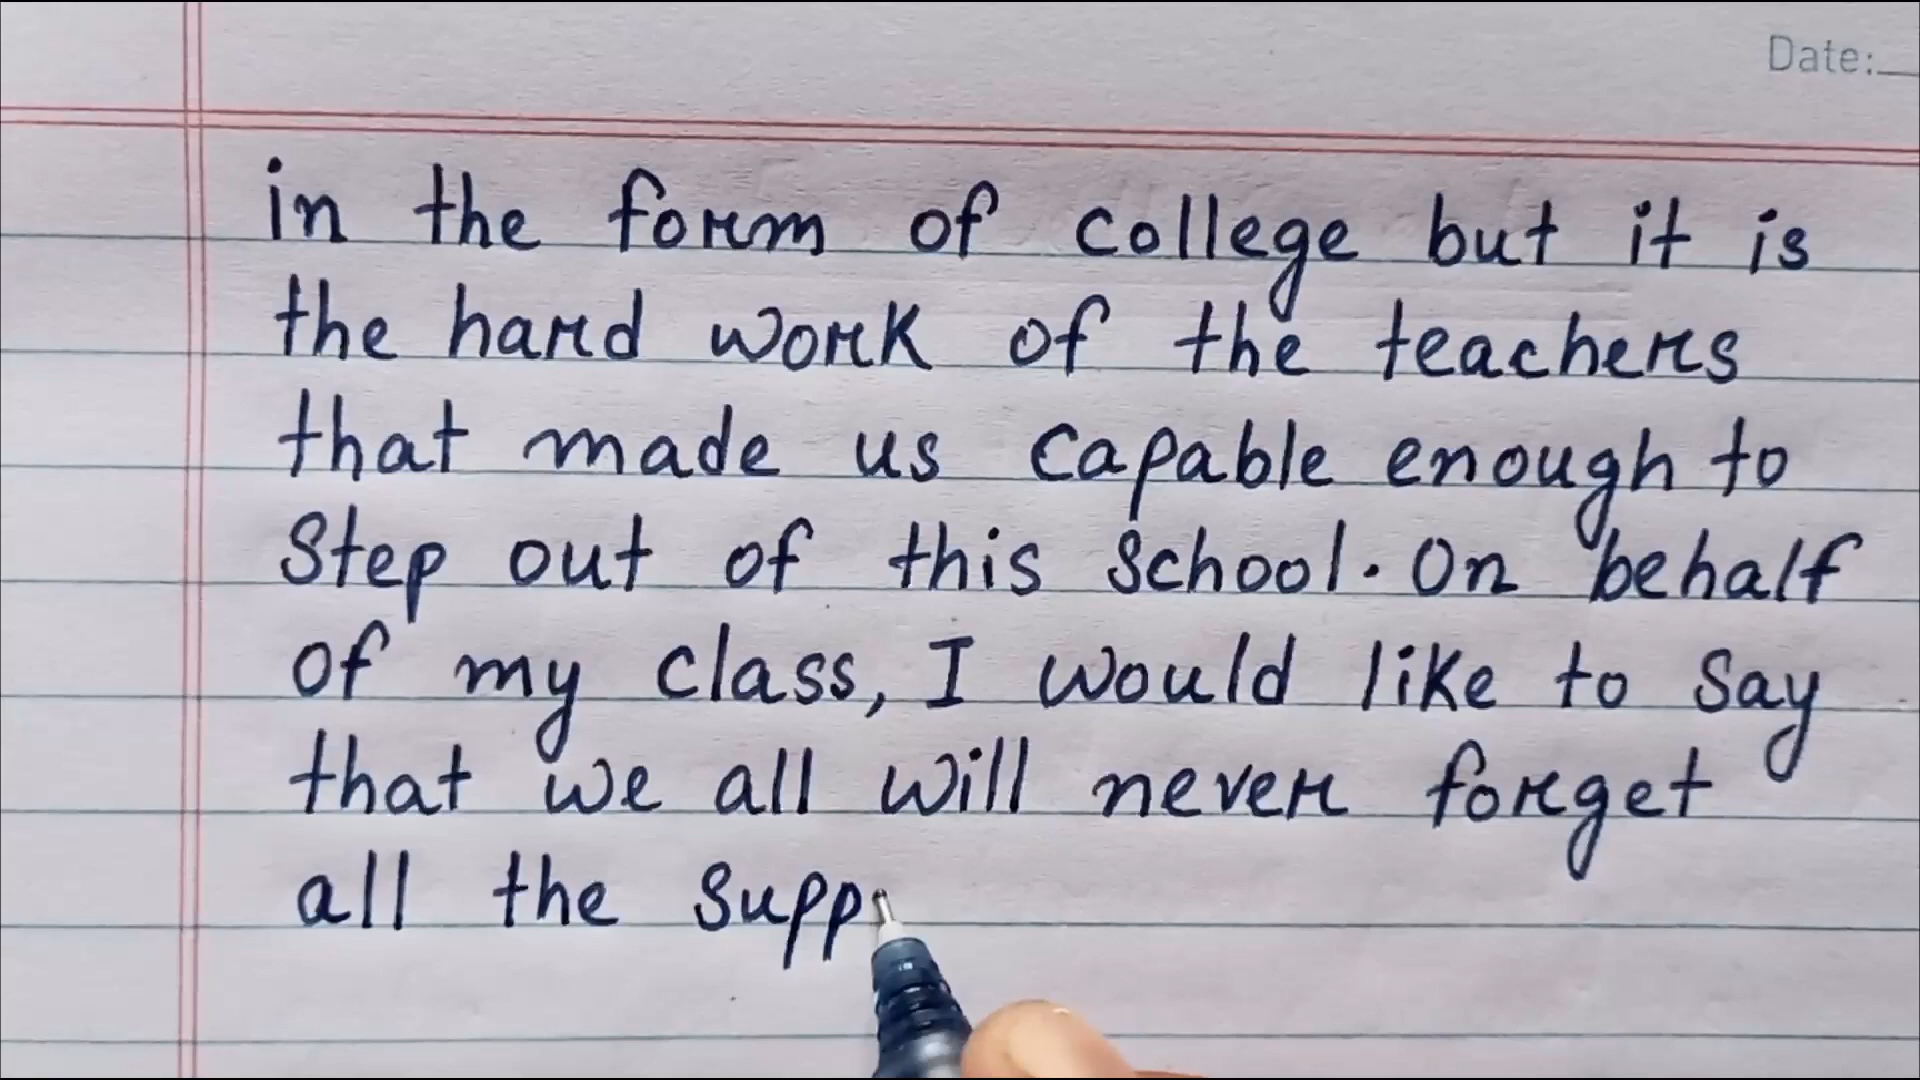 Date:
in the form of college but it is
the hard work of the teachers
that made us capable enough to
Step out of this School. On behalf
of my class, I would like to say
that we all will never forget
all the Supp